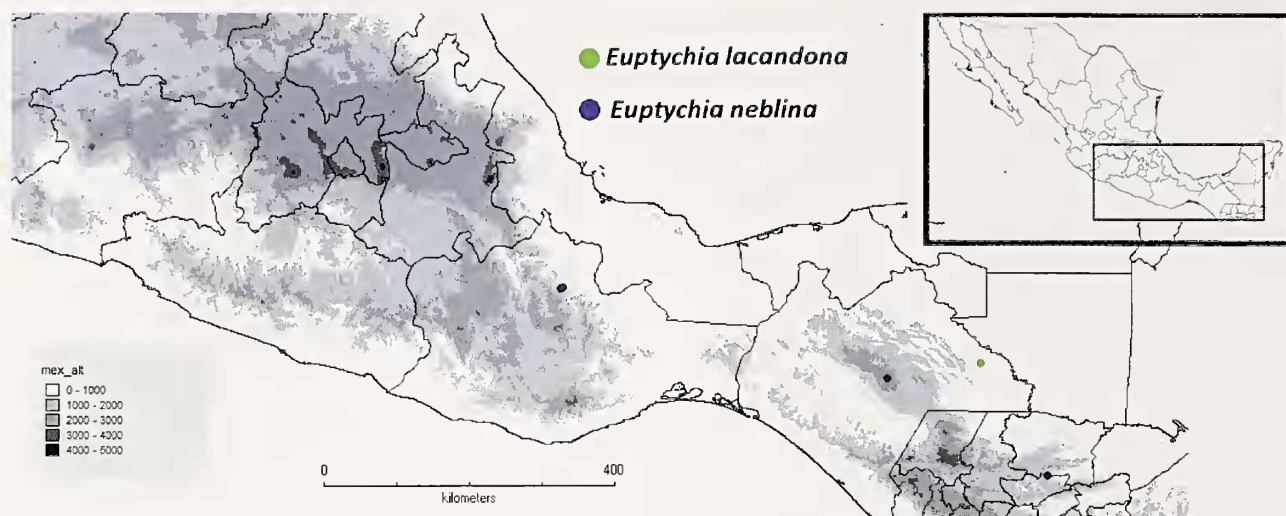 Euptychia lacandona
Euptychia neblina
mex_alt
0 - 1000
1000 - 2000
2000 - 3000
3000 - 4000
4000 - 5000
0 400
kilometers